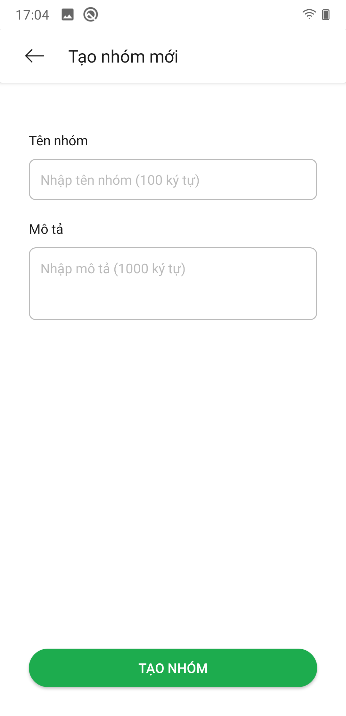 17:04
Tạo nhóm mới
Tên nhóm
Nhập tên nhóm (100 ký tự)
Mô tả
Nhập mô tả (1000 ký tự)
TẠO NHÓM